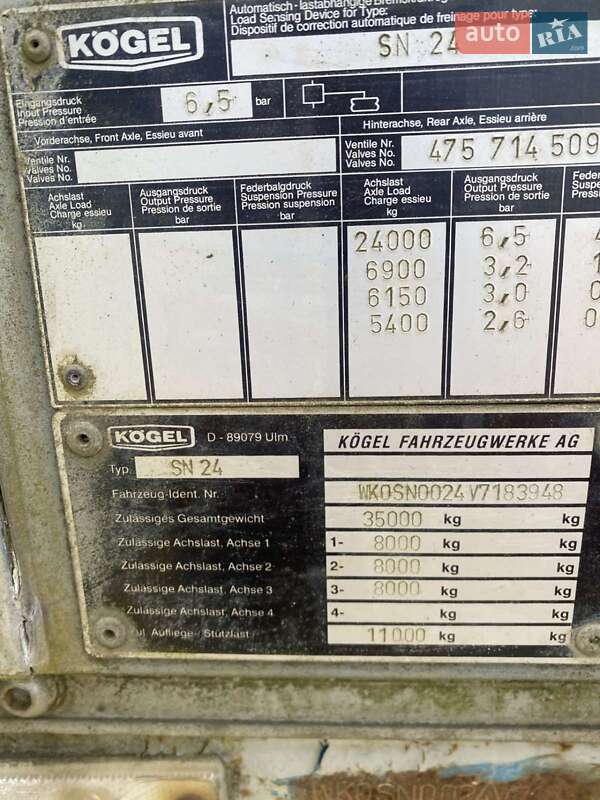 KÖGEL
Automatisch-lastabhängige
Load Sensing Device for Type:
Dispositif de correction automatique de freinage pour type:
SN 24
auto RIA.com
Eingangsdruck
Input Pressure
Pression d'entrée
6,5 bar
Vorderachse, Front Axle, Essieu avant
Hinterachse, Rear Axle, Essieu arrière
Ventile Nr.
Valves No.
Valves No.
Ventile Nr.
Valves No.
Valves No.
475 714 509
Achslast
Axle Load
Charge essieu
kg
Ausgangsdruck
Output Pressure
Pression de sortie
bar
Federbalgdruck
Suspension Pressure
Pression suspension
bar
Achslast
Axle Load
Charge essieu
kg
Ausgangsdruck
Output Pressure
Pression de sortie
bar
24000 6,5
6900 3,2
6150 3,0
5400 2,6
KÖGEL D - 89079 Ulm
KÖGEL FAHRZEUGWERKE AG
Typ. SN 24
Fahrzeug-Ident. Nr. WK0SN0024V7183948
Zulässiges Gesamtgewicht 35000 kg kg
Zulässige Achslast, Achse 1 1- 8000 kg kg
Zulässige Achslast, Achse 2 2- 8000 kg kg
Zulässige Achslast, Achse 3 3- 8000 kg kg
Zulässige Achslast, Achse 4 4- kg kg
Zul. Aufliege-/Stützlast 11000 kg kg